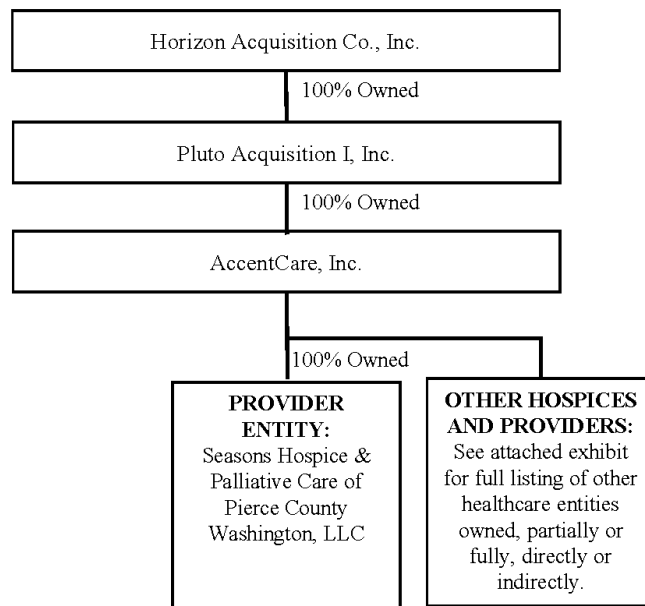 Horizon Acquisition Co., Inc.
100% Owned
Pluto Acquisition I, Inc.
100% Owned
AccentCare, Inc.
100% Owned
PROVIDER
ENTITY:
Seasons Hospice &
Palliative Care of
Pierce County
Washington, LLC
OTHER HOSPICES
AND PROVIDERS:
See attached exhibit
for full listing of other
healthcare entities
owned, partially or
fully, directly or
indirectly.